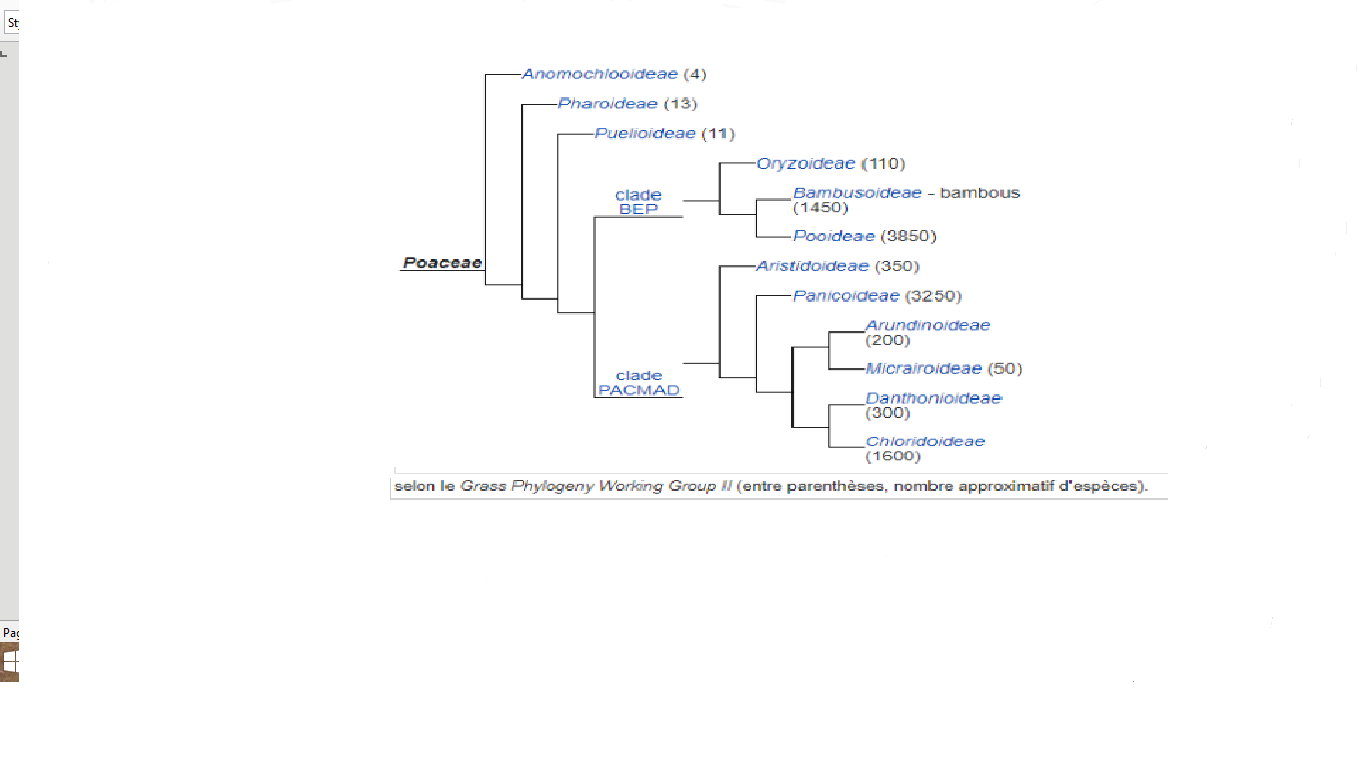 St
Anomochlooideae (4)
Pharoideae (13)
Puelioideae (11)
Oryzoideae (110)
clade
BEP
Bambusoideae - bambous
(1450)
Pooideae (3850)
Poaceae
Aristidoideae (350)
Panicoideae (3250)
Arundinoideae
(200)
clade
PACMAD
Micrairoideae (50)
Danthonioideae
(300)
Chloridoideae
(1600)
selon le Grass Phylogeny Working Group II (entre parenthèses, nombre approximatif d'espèces).
Pag